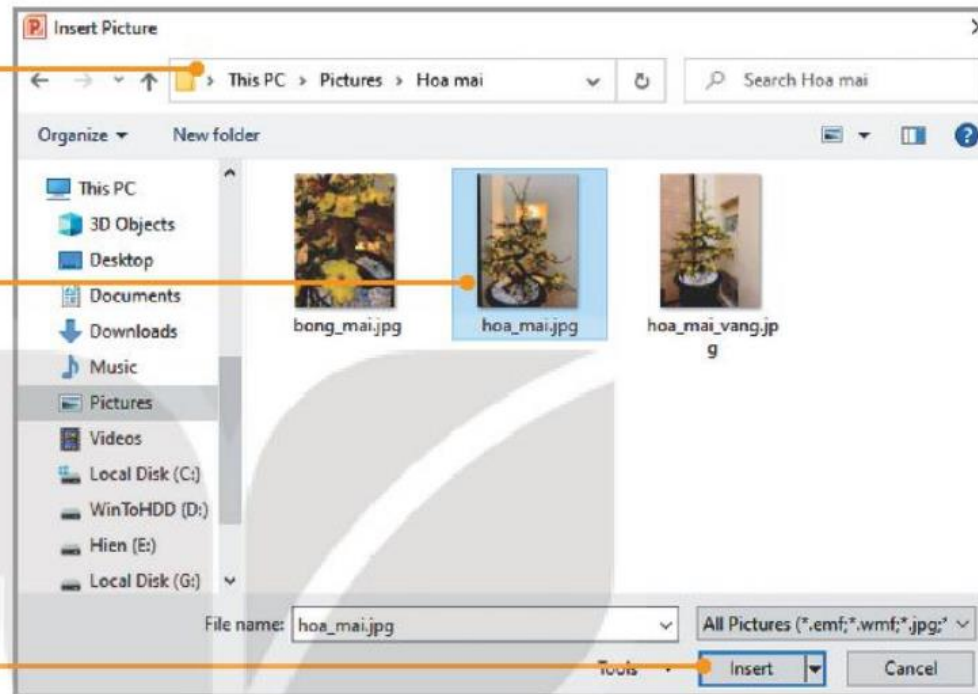 Insert Picture
This PC > Pictures > Hoa mai
Search Hoa mai
Organize
New folder
This PC
3D Objects
Desktop
Documents
Downloads
Music
Pictures
Videos
Local Disk (C:)
WinToHDD (D:)
Hien (E:)
Local Disk (G:)
bong_mai.jpg
hoa_mai.jpg
hoa_mai_vang.jp
g
File name: hoa_mai.jpg
All Pictures (*.emf;*.wmf;*.jpg;*
Tools
Insert
Cancel